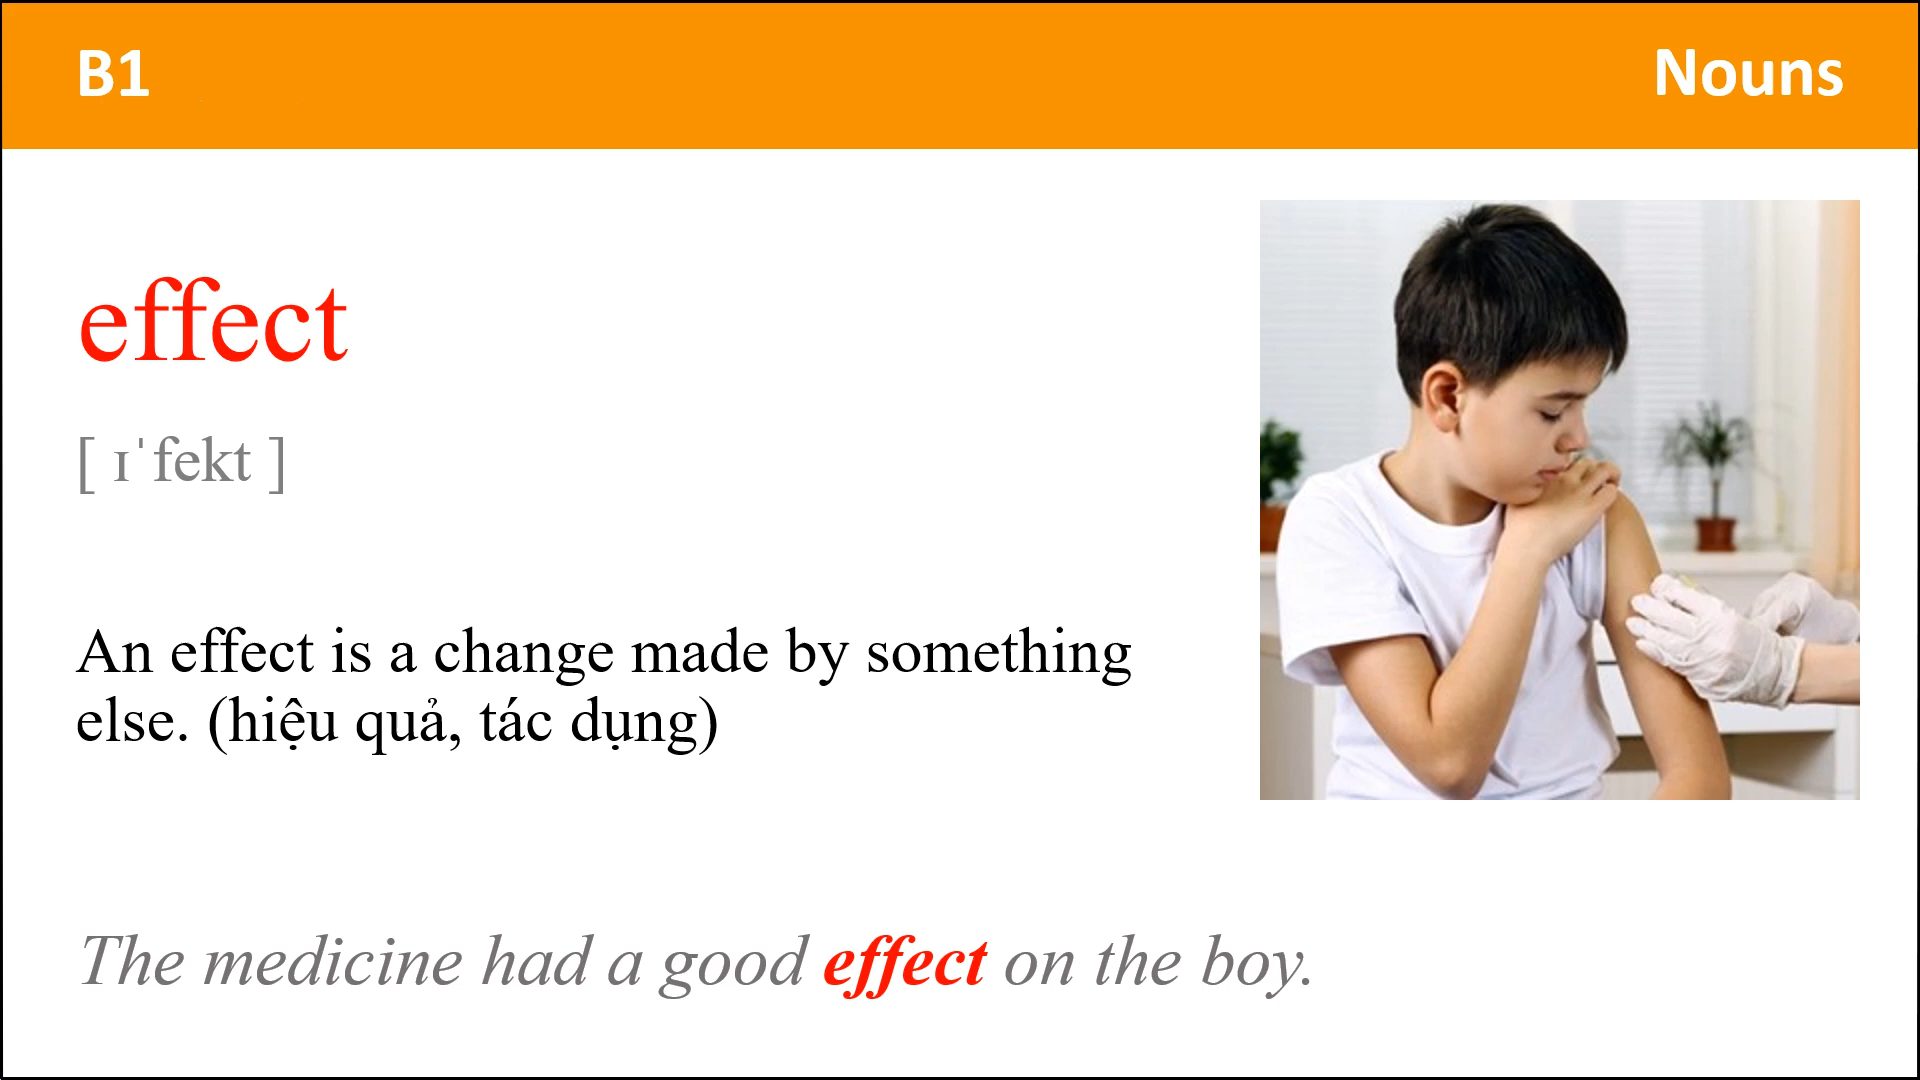 B1
Nouns
effect
[ ɪˈfekt ]
An effect is a change made by something
else. (hiệu quả, tác dụng)
The medicine had a good effect on the boy.